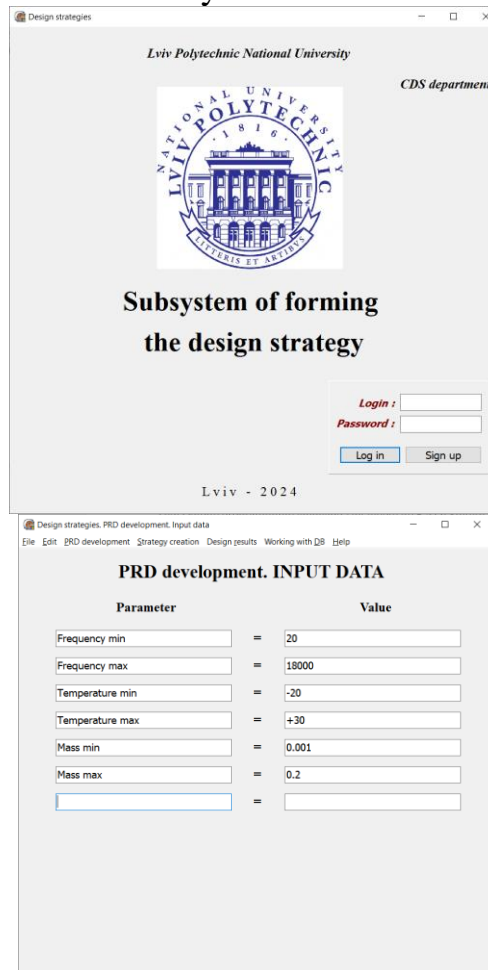 Design strategies
Lviv Polytechnic National University
CDS department
NATIONAL UNIVERSITY
LVIV POLYTECHNIC
· 1816 ·
LITTERIS ET ARTIBUS
Subsystem of forming
the design strategy
Login :
Password :
Log in Sign up
Lviv - 2024
Design strategies. PRD development. Input data
File Edit PRD development Strategy creation Design results Working with DB Help
PRD development. INPUT DATA
Parameter Value
Frequency min = 20
Frequency max = 18000
Temperature min = -20
Temperature max = +30
Mass min = 0.001
Mass max = 0.2
=